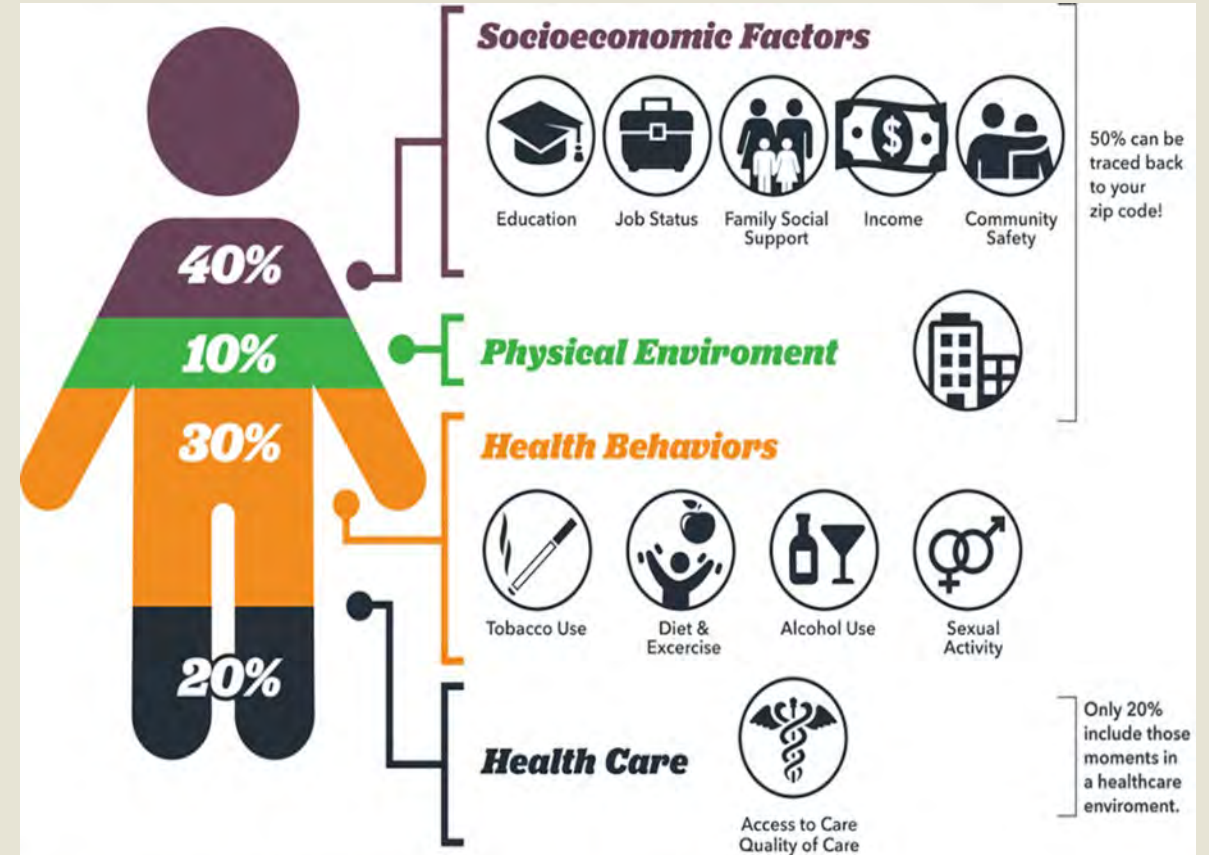 Socioeconomic Factors
Education
Job Status
Family Social
Support
Income
Community
Safety
50% can be
traced back
to your
zip code!
40%
10%
Physical Enviroment
30%
Health Behaviors
Tobacco Use
Diet &
Excercise
Alcohol Use
Sexual
Activity
20%
Health Care
Access to Care
Quality of Care
Only 20%
include those
moments in
a healthcare
enviroment.